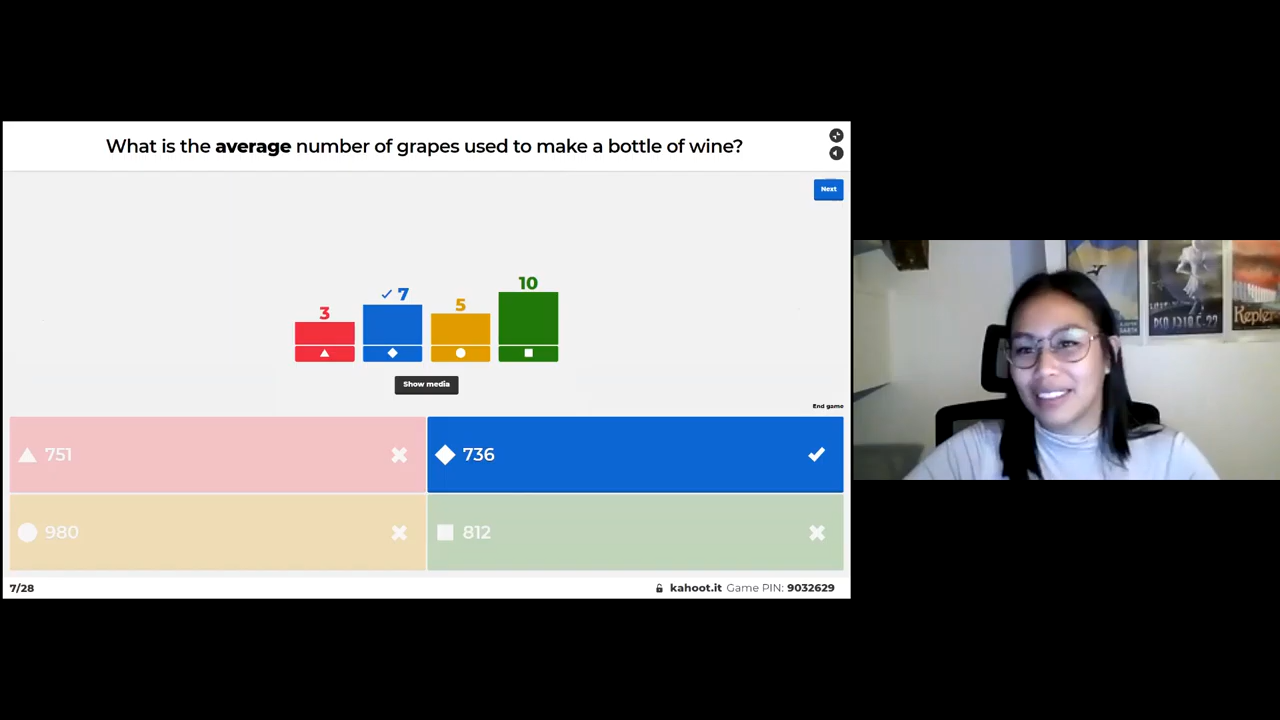 What is the average number of grapes used to make a bottle of wine?
Next
3
7
5
10
Show media
End game
751
736
980
812
7/28
kahoot.it Game PIN: 9032629
Kepler